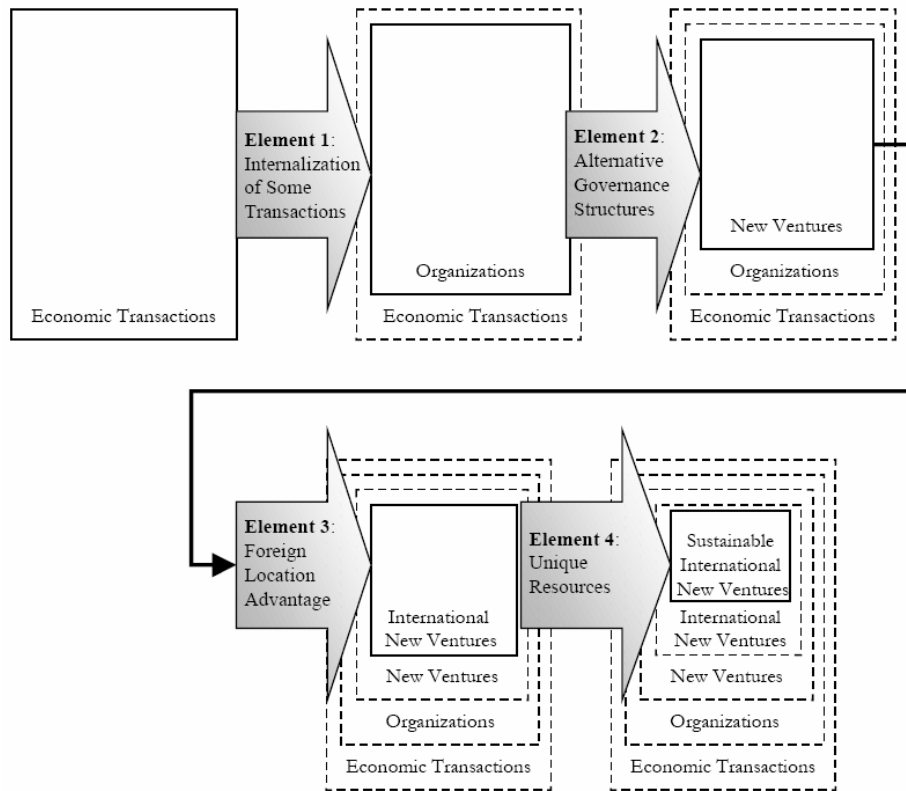 Element 1:
Internalization
of Some
Transactions
Economic Transactions
Organizations
Economic Transactions
Element 2:
Alternative
Governance
Structures
New Ventures
Organizations
Economic Transactions
Element 3:
Foreign
Location
Advantage
International
New Ventures
New Ventures
Organizations
Economic Transactions
Element 4:
Unique
Resources
Sustainable
International
New Ventures
International
New Ventures
New Ventures
Organizations
Economic Transactions